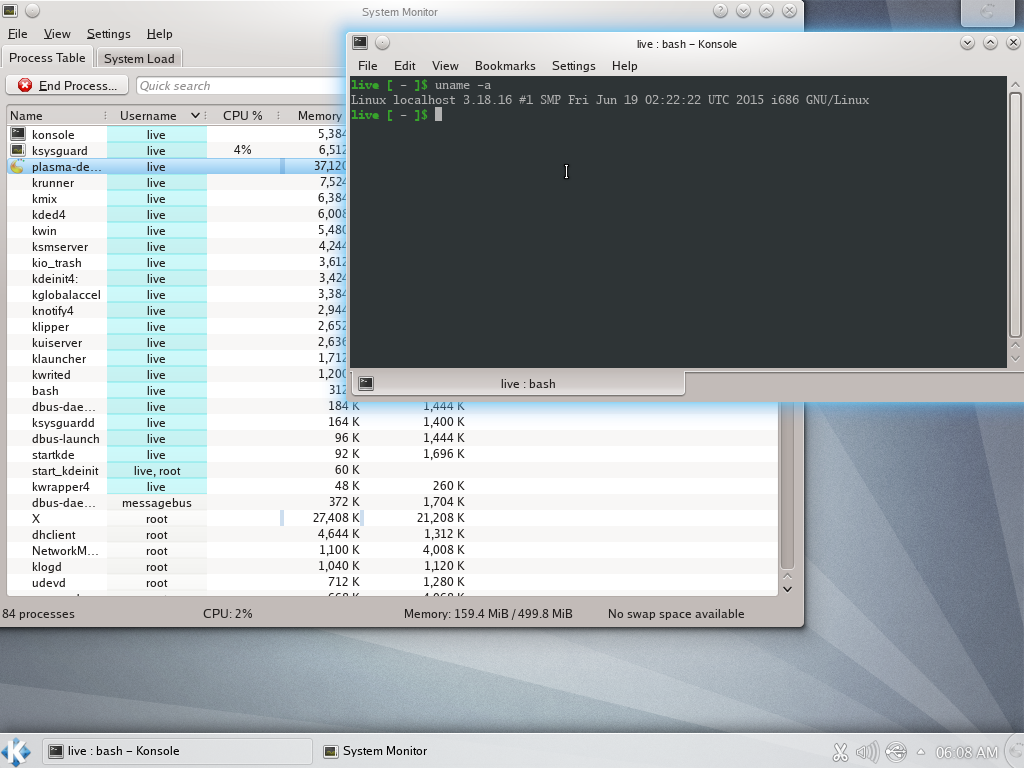 System Monitor
File View Settings Help
Process Table System Load
End Process... Quick search
Name Username CPU % Memory
konsole live 5,384
ksysguard live 4% 6,512
plasma-de... live 37,120
krunner live 7,524
kmix live 6,384
kded4 live 6,008
kwin live 5,480
ksmserver live 4,244
kio_trash live 3,612
kdeinit4: live 3,424
kglobalaccel live 3,384
knotify4 live 2,944
klipper live 2,652
kuiserver live 2,636
klauncher live 1,712
kwrited live 1,200
bash live 312
dbus-dae... live 184 K 1,444 K
ksysguardd live 164 K 1,400 K
dbus-launch live 96 K 1,444 K
startkde live 92 K 1,696 K
start_kdeinit live, root 60 K
kwrapper4 live 48 K 260 K
dbus-dae... messagebus 372 K 1,704 K
X root 27,408 K 21,208 K
dhclient root 4,644 K 1,312 K
NetworkM... root 1,100 K 4,008 K
klogd root 1,040 K 1,120 K
udevd root 712 K 1,280 K
84 processes CPU: 2% Memory: 159.4 MiB / 499.8 MiB No swap space available
live : bash – Konsole
File Edit View Bookmarks Settings Help
live [ ~ ]$ uname -a
Linux localhost 3.18.16 #1 SMP Fri Jun 19 02:22:22 UTC 2015 i686 GNU/Linux
live [ ~ ]$
live : bash
live : bash – Konsole System Monitor 06:08 AM